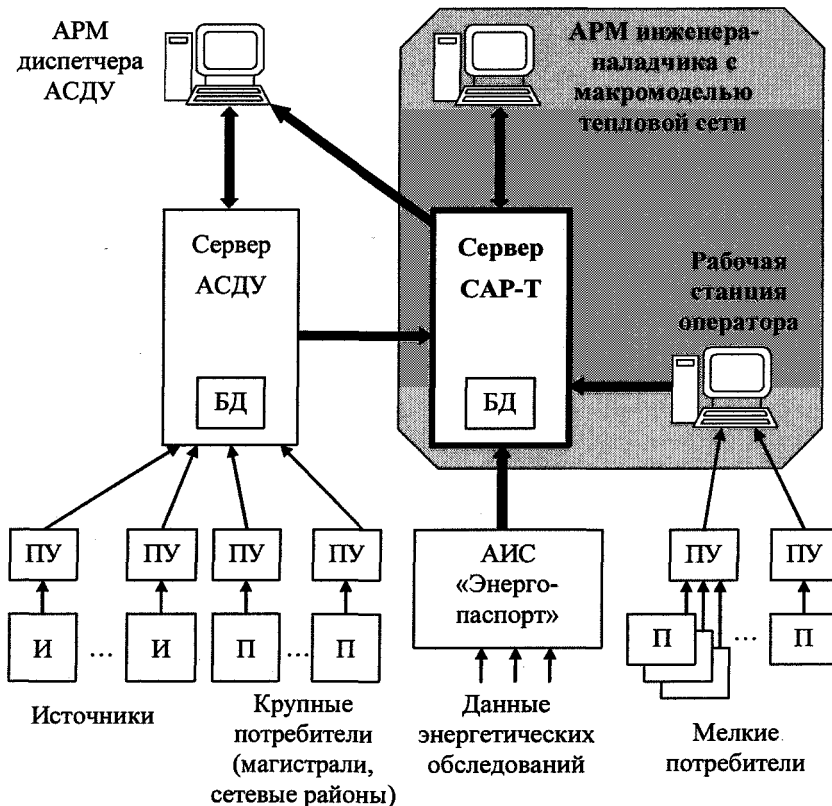 АРМ
диспетчера
АСДУ
АРМ инженера-
наладчика с
макромоделью
тепловой сети
Сервер
АСДУ
БД
Сервер
САР-Т
БД
Рабочая
станция
оператора
ПУ
ПУ
ПУ
ПУ
АИС
«Энерго-
паспорт»
ПУ
ПУ
И
...
И
П
...
П
П
...
П
Источники
Крупные
потребители
(магистрали,
сетевые районы)
Данные
энергетических
обследований
Мелкие
потребители